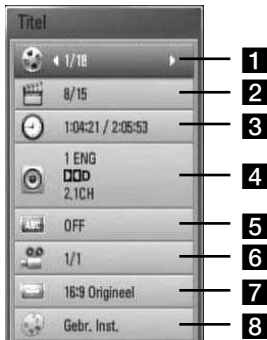 Titel
1/18
1
8/15
2
1:04:21 / 2:05:53
3
1 ENG
DDD
2,1CH
4
OFF
5
1/1
6
16:9 Origineel
7
Gebr. Inst.
8